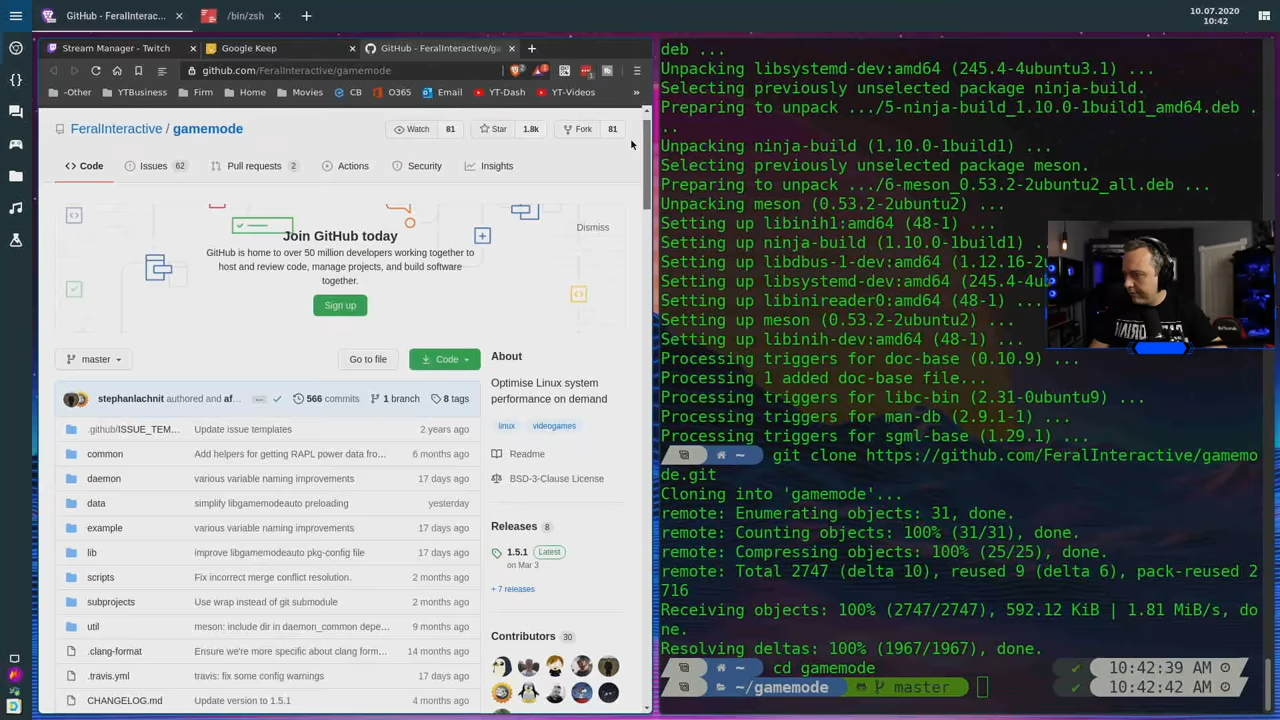 GitHub - FeralInterac...
/bin/zsh
10.07.2020
10:42
Stream Manager - Twitch
Google Keep
GitHub - FeralInteractive/ga
github.com/FeralInteractive/gamemode
-Other
YTBusiness
Firm
Home
Movies
CB
O365
Email
YT-Dash
YT-Videos
FeralInteractive / gamemode
Watch 81
Star 1.8k
Fork 81
Code
Issues 62
Pull requests 2
Actions
Security
Insights
Join GitHub today
Dismiss
GitHub is home to over 50 million developers working together to
host and review code, manage projects, and build software
together.
Sign up
master
Go to file
Code
stephanlachnit authored and af... ... 566 commits 1 branch 8 tags
.github/ISSUE_TEM... Update issue templates 2 years ago
common Add helpers for getting RAPL power data fro... 6 months ago
daemon various variable naming improvements 17 days ago
data simplify libgamemodeauto preloading yesterday
example various variable naming improvements 17 days ago
lib improve libgamemodeauto pkg-config file 17 days ago
scripts Fix incorrect merge conflict resolution. 2 months ago
subprojects Use wrap instead of git submodule 2 months ago
util meson: include dir in daemon_common depe... 9 months ago
.clang-format Ensure we're more specific about clang form... 14 months ago
.travis.yml travis: fix some config warnings 2 months ago
CHANGELOG.md Update version to 1.5.1 7 months ago
About
Optimise Linux system
performance on demand
linux videogames
Readme
BSD-3-Clause License
Releases 8
1.5.1 Latest
on Mar 3
+ 7 releases
Contributors 30
deb ...
Unpacking libsystemd-dev:amd64 (245.4-4ubuntu3.1) ...
Selecting previously unselected package ninja-build.
Preparing to unpack .../5-ninja-build_1.10.0-1build1_amd64.deb .
..
Unpacking ninja-build (1.10.0-1build1) ...
Selecting previously unselected package meson.
Preparing to unpack .../6-meson_0.53.2-2ubuntu2_all.deb ...
Unpacking meson (0.53.2-2ubuntu2) ...
Setting up libinih1:amd64 (48-1) ...
Setting up ninja-build (1.10.0-1build1) ...
Setting up libdbus-1-dev:amd64 (1.12.16-2u
Setting up libsystemd-dev:amd64 (245.4-4u
Setting up libinireader0:amd64 (48-1) ...
Setting up meson (0.53.2-2ubuntu2) ...
Setting up libinih-dev:amd64 (48-1) ...
Processing triggers for doc-base (0.10.9) ...
Processing 1 added doc-base file...
Processing triggers for libc-bin (2.31-0ubuntu9) ...
Processing triggers for man-db (2.9.1-1) ...
Processing triggers for sgml-base (1.29.1) ...
~ git clone https://github.com/FeralInteractive/gamemo
de.git
Cloning into 'gamemode'...
remote: Enumerating objects: 31, done.
remote: Counting objects: 100% (31/31), done.
remote: Compressing objects: 100% (25/25), done.
remote: Total 2747 (delta 10), reused 9 (delta 6), pack-reused 2
716
Receiving objects: 100% (2747/2747), 592.12 KiB | 1.81 MiB/s, do
ne.
Resolving deltas: 100% (1967/1967), done.
~ cd gamemode ✔ 10:42:39 AM
~/gamemode master ✔ 10:42:42 AM